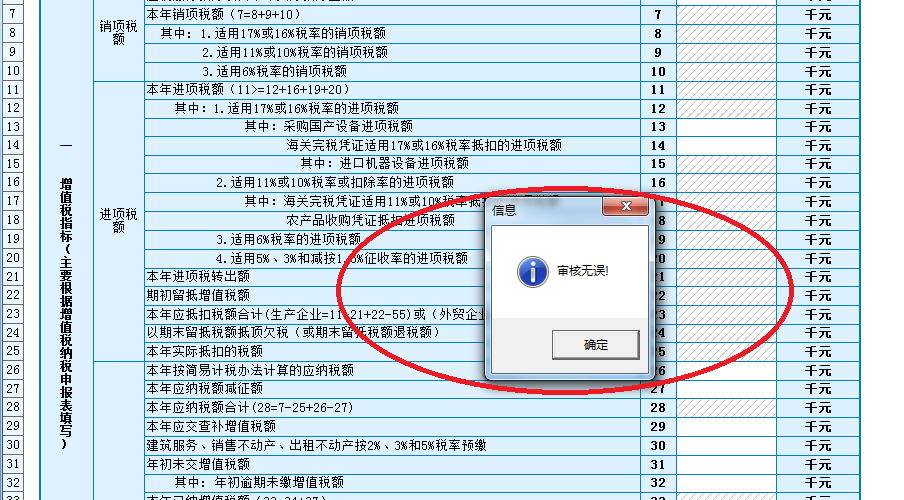 7 本年销项税额（7=8+9+10） 7 千元
销项税额
8 其中：1.适用17%或16%税率的销项税额 8 千元
9 2.适用11%或10%税率的销项税额 9 千元
10 3.适用6%税率的销项税额 10 千元
11 本年进项税额（11>=12+16+19+20） 11 千元
12 其中：1.适用17%或16%税率的进项税额 12 千元
13 其中：采购国产设备进项税额 13 千元
14 海关完税凭证适用17%或16%税率抵扣的进项税额 14 千元
一
15 其中：进口机器设备进项税额 15 千元
16 2.适用11%或10%税率或扣除率的进项税额 16 千元
增值税指标(主要根据增值税纳税申报表填写)
17 其中：海关完税凭证适用11%或10%税率抵 千元
信息
进项税额
18 农产品收购凭证抵扣进项税额 8 千元
19 3.适用6%税率的进项税额 9 千元
20 4.适用5%、3%和减按1.5%征收率的进项税额 20 千元
审核无误!
21 本年进项税转出额 21 千元
22 期初留抵增值税额 22 千元
23 本年应抵扣税额合计(生产企业=11-21+22-55)或（外贸企业 23 千元
24 以期末留抵税额抵顶欠税（或期末留抵税额退税额） 24 千元
确定
25 本年实际抵扣的税额 25 千元
26 本年按简易计税办法计算的应纳税额 26 千元
27 本年应纳税额减征额 27 千元
28 本年应纳税额合计(28=7-25+26-27) 28 千元
29 本年应交查补增值税额 29 千元
30 建筑服务、销售不动产、出租不动产按2%、3%和5%税率预缴 30 千元
31 年初未交增值税额 31 千元
32 其中：年初逾期未缴增值税额 32 千元